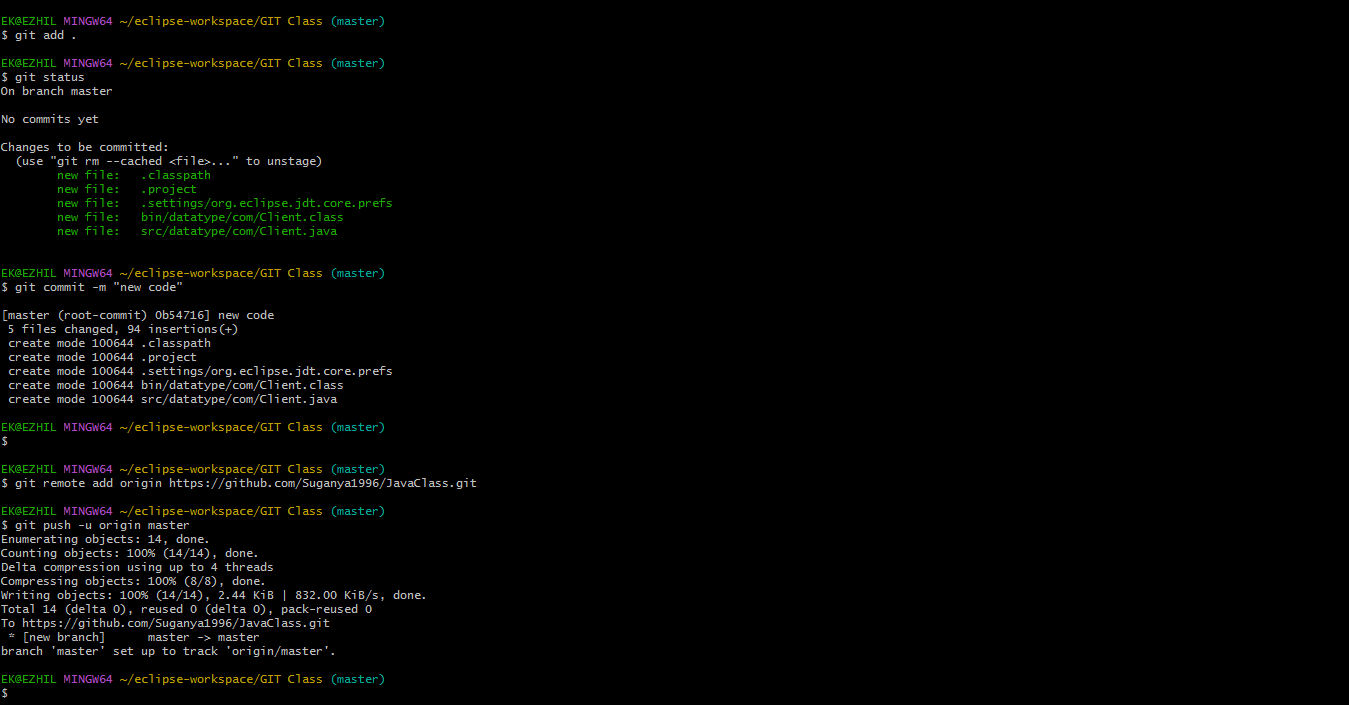 EK@EZHIL MINGW64 ~/eclipse-workspace/GIT Class (master)
$ git add .
EK@EZHIL MINGW64 ~/eclipse-workspace/GIT Class (master)
$ git status
On branch master
No commits yet
Changes to be committed:
  (use "git rm --cached <file>..." to unstage)
        new file:   .classpath
        new file:   .project
        new file:   .settings/org.eclipse.jdt.core.prefs
        new file:   bin/datatype/com/Client.class
        new file:   src/datatype/com/Client.java
EK@EZHIL MINGW64 ~/eclipse-workspace/GIT Class (master)
$ git commit -m "new code"
[master (root-commit) 0b54716] new code
 5 files changed, 94 insertions(+)
 create mode 100644 .classpath
 create mode 100644 .project
 create mode 100644 .settings/org.eclipse.jdt.core.prefs
 create mode 100644 bin/datatype/com/Client.class
 create mode 100644 src/datatype/com/Client.java
EK@EZHIL MINGW64 ~/eclipse-workspace/GIT Class (master)
$
EK@EZHIL MINGW64 ~/eclipse-workspace/GIT Class (master)
$ git remote add origin https://github.com/Suganya1996/JavaClass.git
EK@EZHIL MINGW64 ~/eclipse-workspace/GIT Class (master)
$ git push -u origin master
Enumerating objects: 14, done.
Counting objects: 100% (14/14), done.
Delta compression using up to 4 threads
Compressing objects: 100% (8/8), done.
Writing objects: 100% (14/14), 2.44 KiB | 832.00 KiB/s, done.
Total 14 (delta 0), reused 0 (delta 0), pack-reused 0
To https://github.com/Suganya1996/JavaClass.git
 * [new branch]      master -> master
branch 'master' set up to track 'origin/master'.
EK@EZHIL MINGW64 ~/eclipse-workspace/GIT Class (master)
$